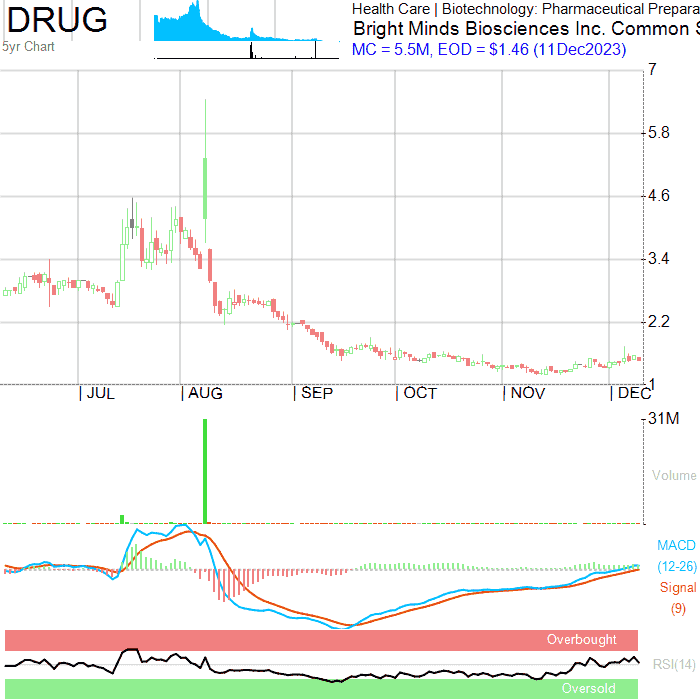 DRUG
Health Care | Biotechnology: Pharmaceutical Prepara
Bright Minds Biosciences Inc. Common S
5yr Chart
MC = 5.5M, EOD = $1.46 (11Dec2023)
7
5.8
4.6
3.4
2.2
1
JUL
AUG
SEP
OCT
NOV
DEC
31M
Volume
MACD
(12-26)
Signal
(9)
Overbought
RSI(14)
Oversold